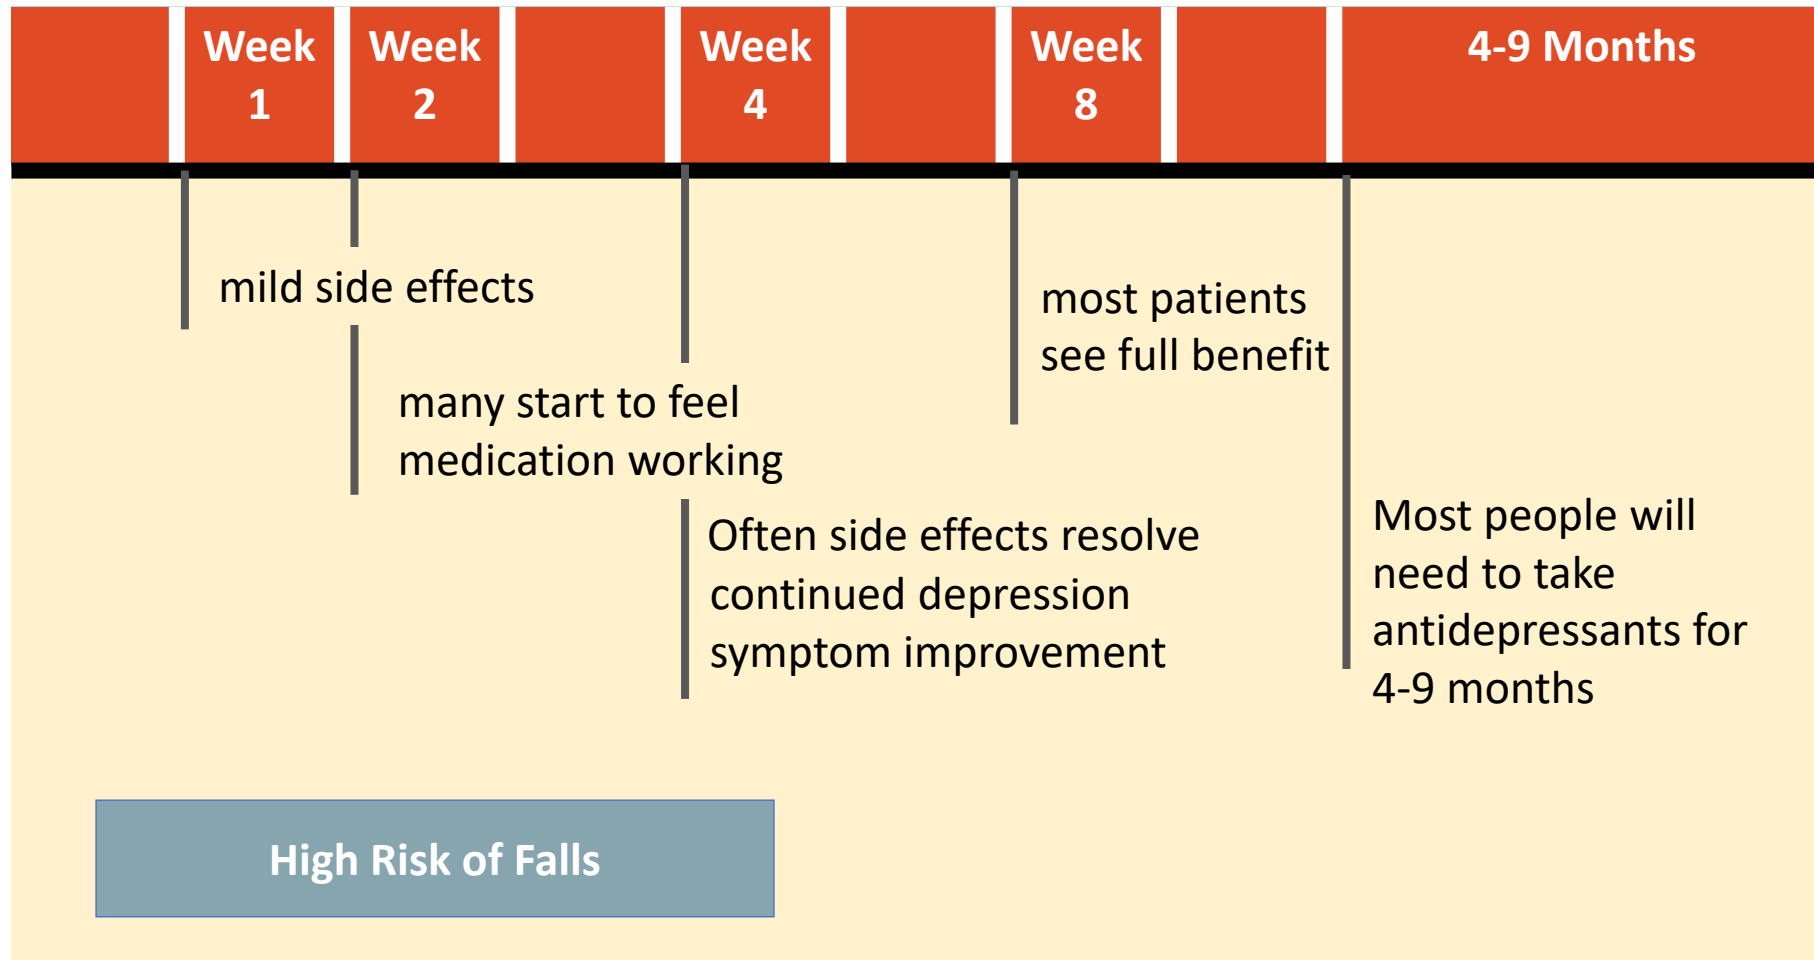 Week
1
Week
2
Week
4
Week
8
4-9 Months
mild side effects
many start to feel
medication working
Often side effects resolve
continued depression
symptom improvement
most patients
see full benefit
Most people will
need to take
antidepressants for
4-9 months
High Risk of Falls